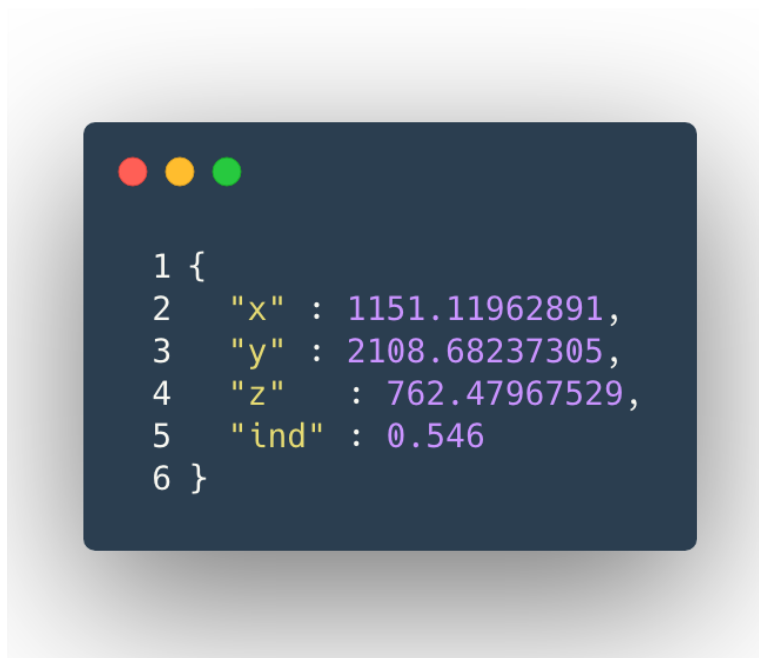 1 {
2   "x" : 1151.11962891,
3   "y" : 2108.68237305,
4   "z"   : 762.47967529,
5   "ind" : 0.546
6 }